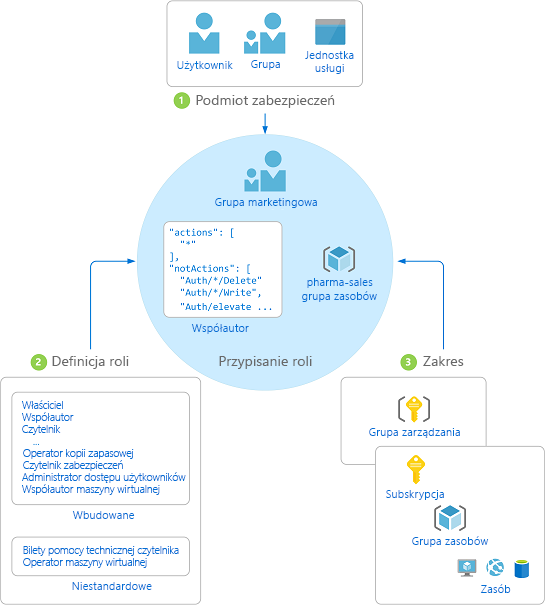 Użytkownik
Grupa
Jednostka
usługi
1 Podmiot zabezpieczeń
Grupa marketingowa
"actions": [
"*"
],
"notActions": [
"Auth/*/Delete"
"Auth/*/Write",
"Auth/elevate ...
Współautor
pharma-sales
grupa zasobów
Przypisanie roli
2 Definicja roli
Właściciel
Współautor
Czytelnik
...
Operator kopii zapasowej
Czytelnik zabezpieczeń
Administrator dostępu użytkowników
Współautor maszyny wirtualnej
Wbudowane
Bilety pomocy technicznej czytelnika
Operator maszyny wirtualnej
Niestandardowe
3 Zakres
Grupa zarządzania
Subskrypcja
Grupa zasobów
Zasób